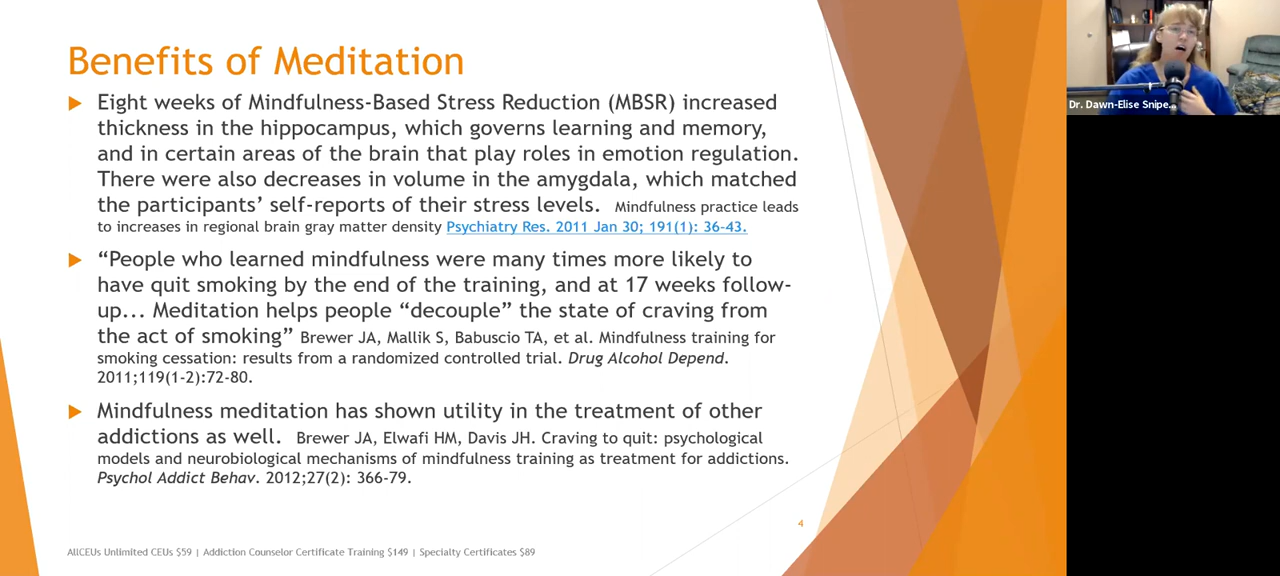 Benefits of Meditation
Eight weeks of Mindfulness-Based Stress Reduction (MBSR) increased
thickness in the hippocampus, which governs learning and memory,
and in certain areas of the brain that play roles in emotion regulation.
There were also decreases in volume in the amygdala, which matched
the participants’ self-reports of their stress levels. Mindfulness practice leads
to increases in regional brain gray matter density Psychiatry Res. 2011 Jan 30; 191(1): 36–43.
“People who learned mindfulness were many times more likely to
have quit smoking by the end of the training, and at 17 weeks follow-
up... Meditation helps people “decouple” the state of craving from
the act of smoking” Brewer JA, Mallik S, Babuscio TA, et al. Mindfulness training for
smoking cessation: results from a randomized controlled trial. Drug Alcohol Depend.
2011;119(1-2):72-80.
Mindfulness meditation has shown utility in the treatment of other
addictions as well. Brewer JA, Elwafi HM, Davis JH. Craving to quit: psychological
models and neurobiological mechanisms of mindfulness training as treatment for addictions.
Psychol Addict Behav. 2012;27(2): 366-79.
4
AllCEUs Unlimited CEUs $59 | Addiction Counselor Certificate Training $149 | Specialty Certificates $89
Dr. Dawn-Elise Snipe...